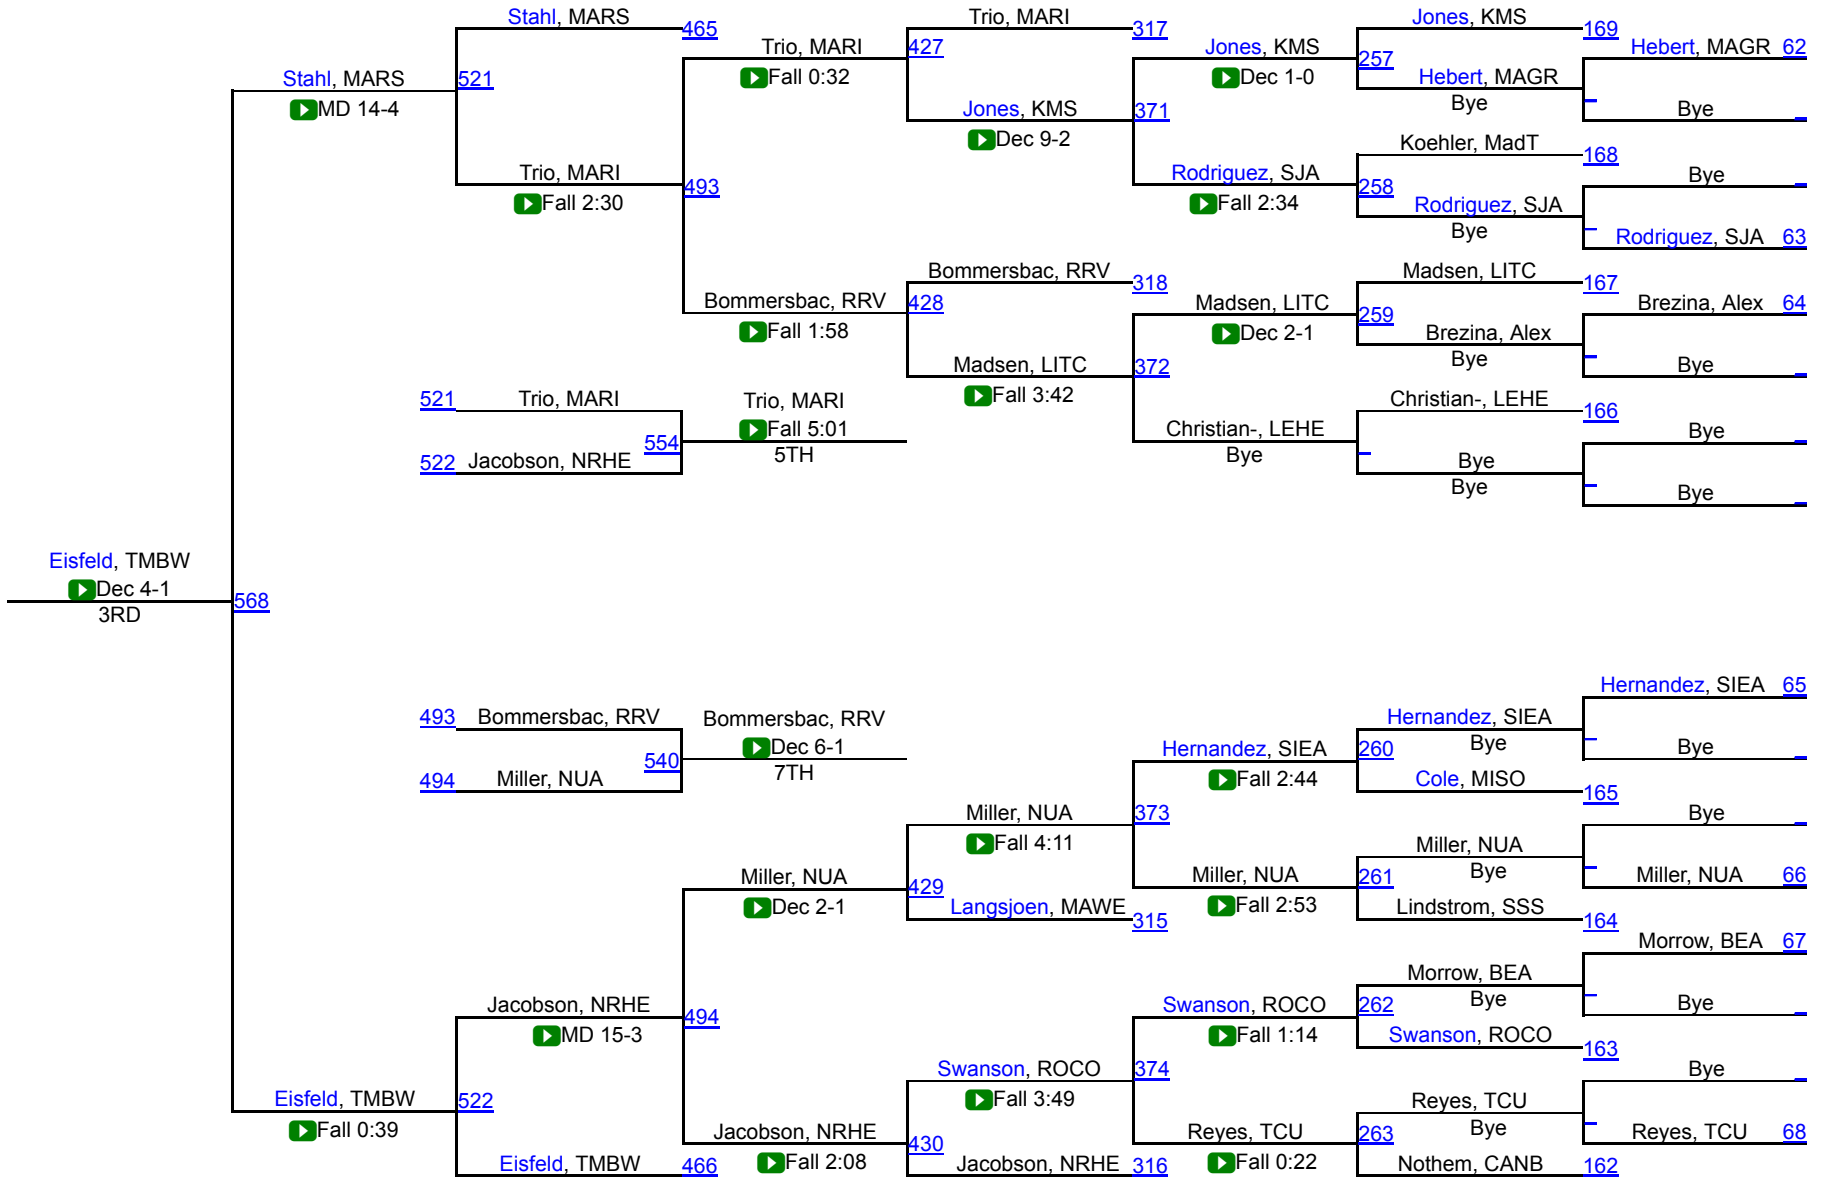 Stahl, MARS
465
Trio, MARI
317
Jones, KMS
169
Trio, MARI
427
Jones, KMS
257
Hebert, MAGR 62
Fall 0:32
Dec 1-0
Stahl, MARS
521
Hebert, MAGR
MD 14-4
Jones, KMS
371
Bye
Bye
Dec 9-2
Koehler, MadT
168
Trio, MARI
493
Rodriguez, SJA
258
Bye
Fall 2:30
Fall 2:34
Rodriguez, SJA
Bye
Rodriguez, SJA 63
Bommersbac, RRV
318
Madsen, LITC
167
Bommersbac, RRV
428
Madsen, LITC
259
Brezina, Alex 64
Fall 1:58
Dec 2-1
Brezina, Alex
Madsen, LITC
372
Bye
Bye
Fall 3:42
521 Trio, MARI
Trio, MARI
Christian-, LEHE
166
Fall 5:01
Christian-, LEHE
Bye
554
5TH
Bye
522 Jacobson, NRHE
Bye
Bye
Bye
Eisfeld, TMBW
Dec 4-1
568
3RD
Hernandez, SIEA 65
493 Bommersbac, RRV
Bommersbac, RRV
Hernandez, SIEA
Dec 6-1
Hernandez, SIEA
260
Bye
Bye
540
7TH
494 Miller, NUA
Fall 2:44
Cole, MISO
165
Miller, NUA
373
Bye
Fall 4:11
Miller, NUA
Miller, NUA
429
Miller, NUA
261
Bye
Miller, NUA 66
Dec 2-1
Langsjoen, MAWE
315
Fall 2:53
Lindstrom, SSS
164
Morrow, BEA 67
Morrow, BEA
Jacobson, NRHE
494
Swanson, ROCO
262
Bye
Bye
MD 15-3
Fall 1:14
Swanson, ROCO
163
Swanson, ROCO
374
Bye
Eisfeld, TMBW
522
Fall 3:49
Reyes, TCU
Fall 0:39
Jacobson, NRHE
430
Reyes, TCU
263
Bye
Reyes, TCU 68
Eisfeld, TMBW
466
Fall 2:08
Jacobson, NRHE
316
Fall 0:22
Nothem, CANB
162